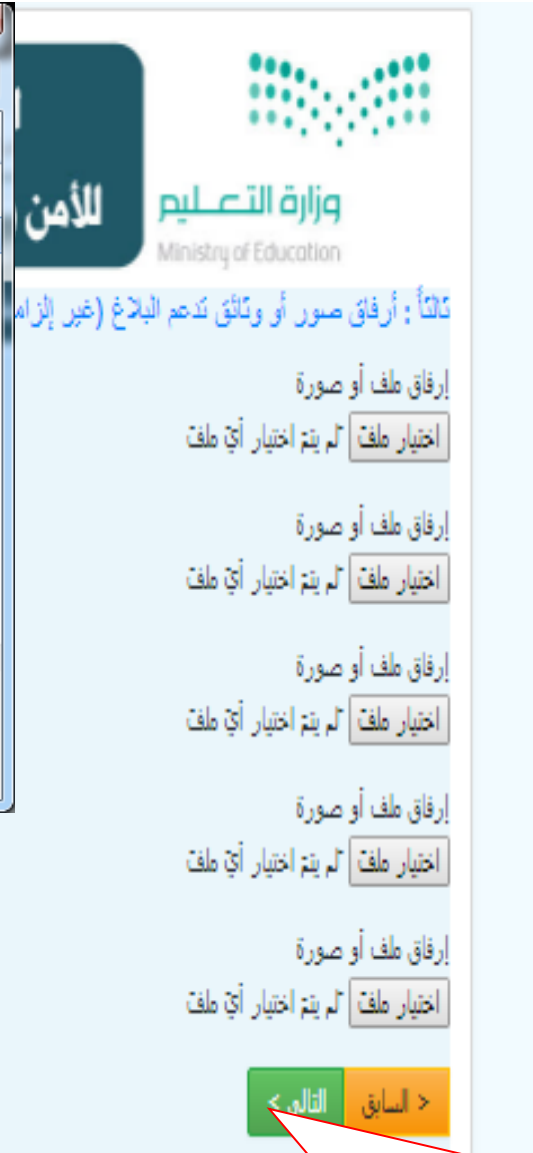 وزارة التعليم
Ministry of Education
للأمن
ثالثاً : أرفاق صور أو وثائق تدعم البلاغ (غير إلزام
إرفاق ملف أو صورة
اختيار ملف لم يتم اختيار أي ملف
إرفاق ملف أو صورة
اختيار ملف لم يتم اختيار أي ملف
إرفاق ملف أو صورة
اختيار ملف لم يتم اختيار أي ملف
إرفاق ملف أو صورة
اختيار ملف لم يتم اختيار أي ملف
إرفاق ملف أو صورة
اختيار ملف لم يتم اختيار أي ملف
< السابق التالي >